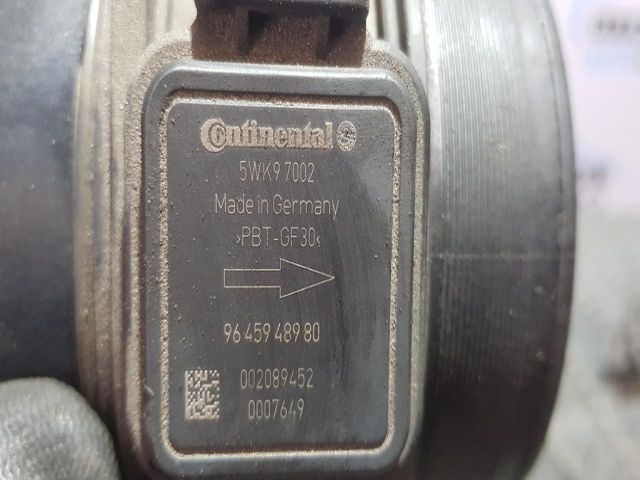 Continental
5WK9 7002
Made in Germany
>PBT-GF30<
96 459 489 80
002089452
0007649